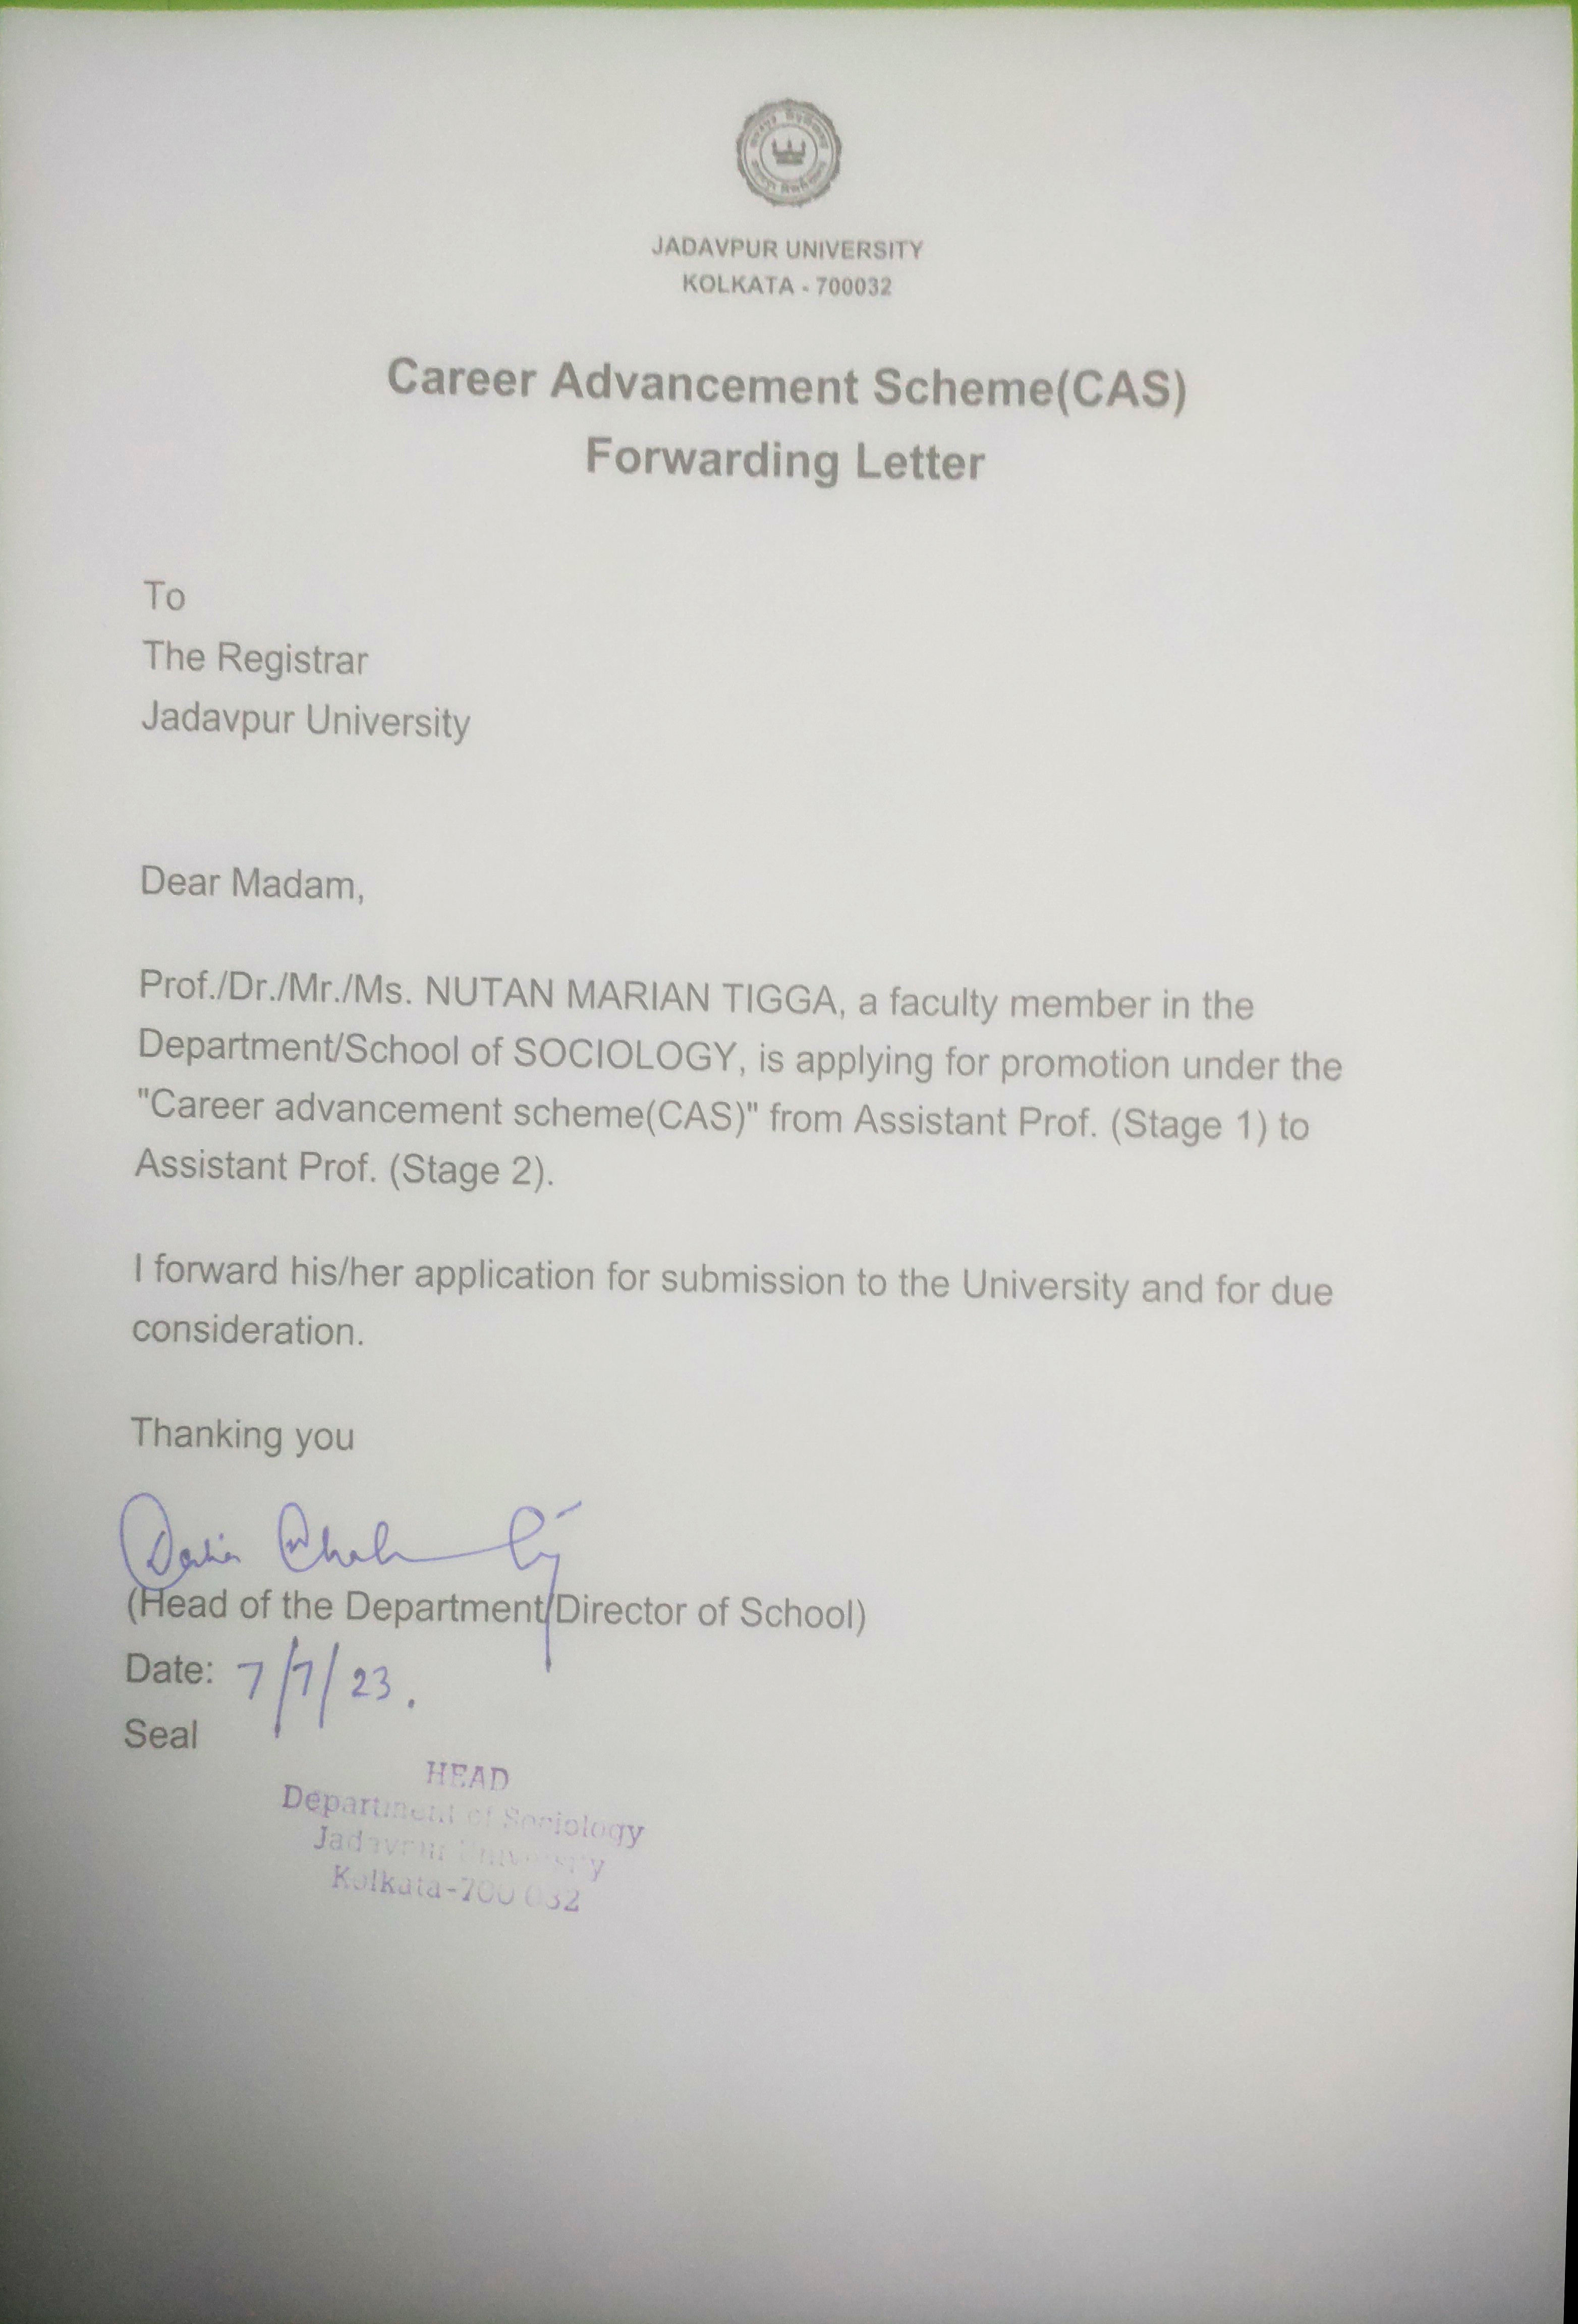 JADAVPUR UNIVERSITY
KOLKATA - 700032
Career Advancement Scheme(CAS)
Forwarding Letter
To
The Registrar
Jadavpur University
Dear Madam,
Prof./Dr./Mr./Ms. NUTAN MARIAN TIGGA, a faculty member in the
Department/School of SOCIOLOGY, is applying for promotion under the
"Career advancement scheme(CAS)" from Assistant Prof. (Stage 1) to
Assistant Prof. (Stage 2).
I forward his/her application for submission to the University and for due
consideration.
Thanking you
(Head of the Department/Director of School)
Date: 7/7/23.
Seal
HEAD
Department of Sociology
Jadavpur University
Kolkata-700 032